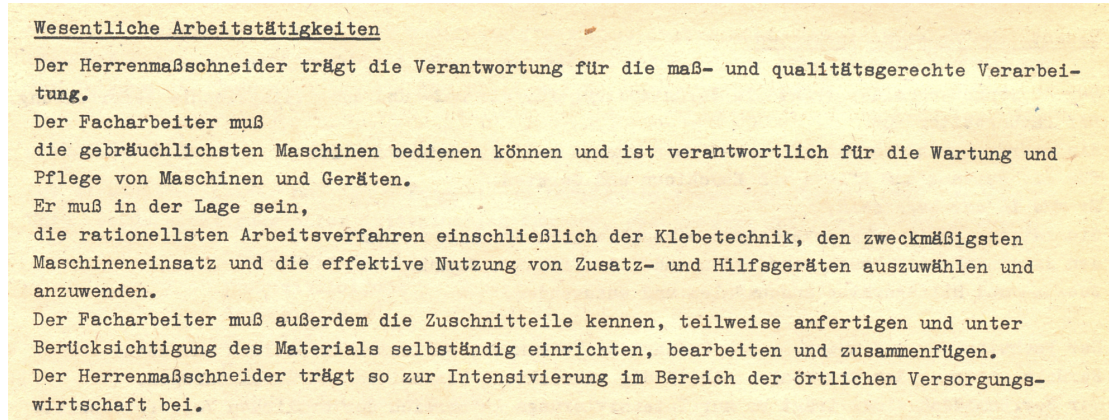 Wesentliche Arbeitstätigkeiten
Der Herrenmaßschneider trägt die Verantwortung für die maß- und qualitätsgerechte Verarbei-
tung.
Der Facharbeiter muß
die gebräuchlichsten Maschinen bedienen können und ist verantwortlich für die Wartung und
Pflege von Maschinen und Geräten.
Er muß in der Lage sein,
die rationellsten Arbeitsverfahren einschließlich der Klebetechnik, den zweckmäßigsten
Maschineneinsatz und die effektive Nutzung von Zusatz- und Hilfsgeräten auszuwählen und
anzuwenden.
Der Facharbeiter muß außerdem die Zuschnitteile kennen, teilweise anfertigen und unter
Berücksichtigung des Materials selbständig einrichten, bearbeiten und zusammenfügen.
Der Herrenmaßschneider trägt so zur Intensivierung im Bereich der örtlichen Versorgungs-
wirtschaft bei.